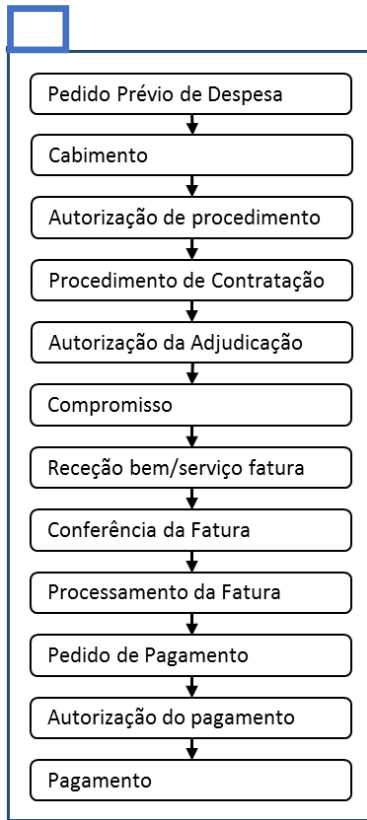 Pedido Prévio de Despesa
Cabimento
Autorização de procedimento
Procedimento de Contratação
Autorização da Adjudicação
Compromisso
Receção bem/serviço fatura
Conferência da Fatura
Processamento da Fatura
Pedido de Pagamento
Autorização do pagamento
Pagamento